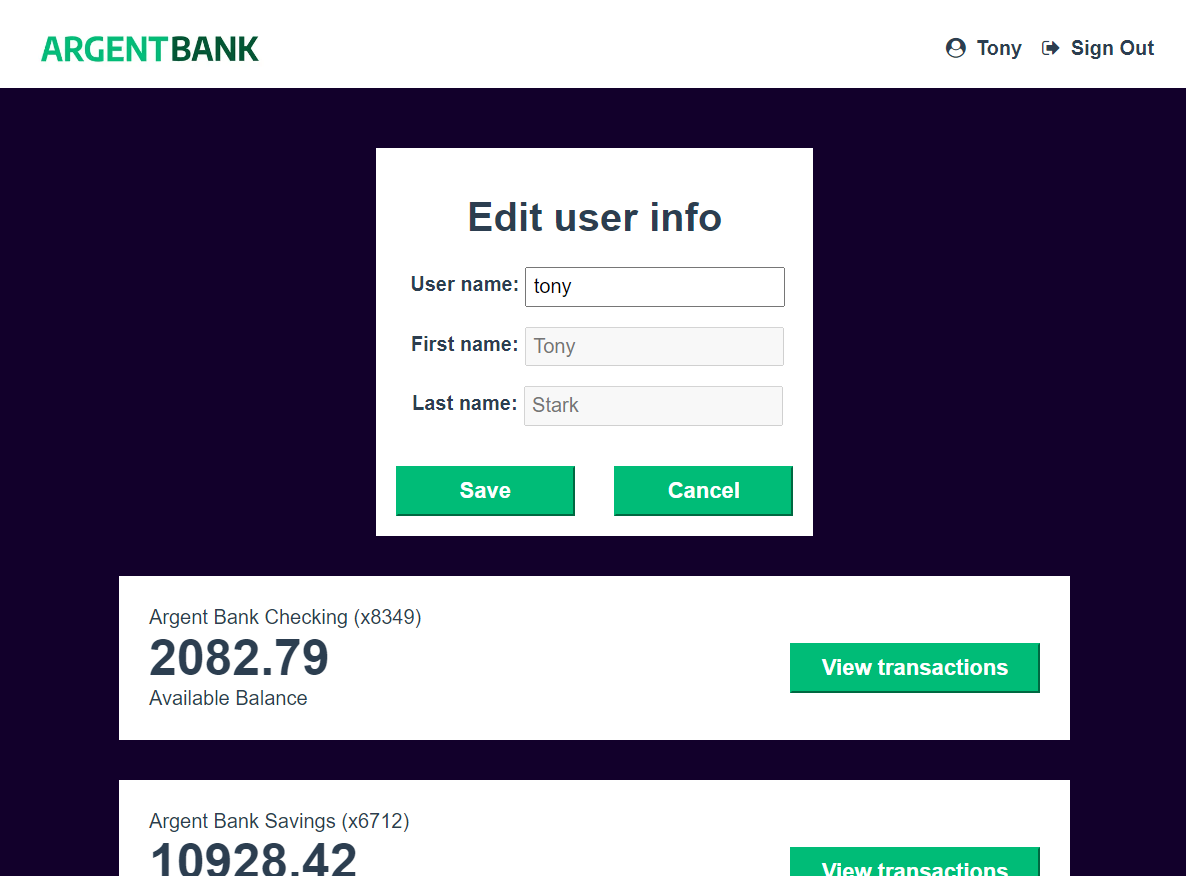 ARGENTBANK
Tony Sign Out
Edit user info
User name: tony
First name: Tony
Last name: Stark
Save Cancel
Argent Bank Checking (x8349)
2082.79
Available Balance
View transactions
Argent Bank Savings (x6712)
10928.42
View transactions